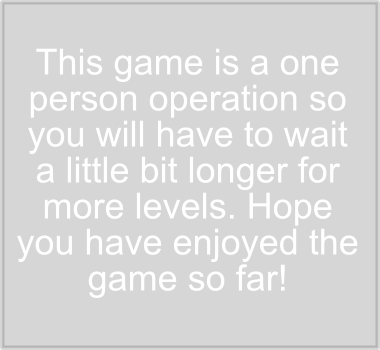 This game is a one
person operation so
you will have to wait
a little bit longer for
more levels. Hope
you have enjoyed the
game so far!